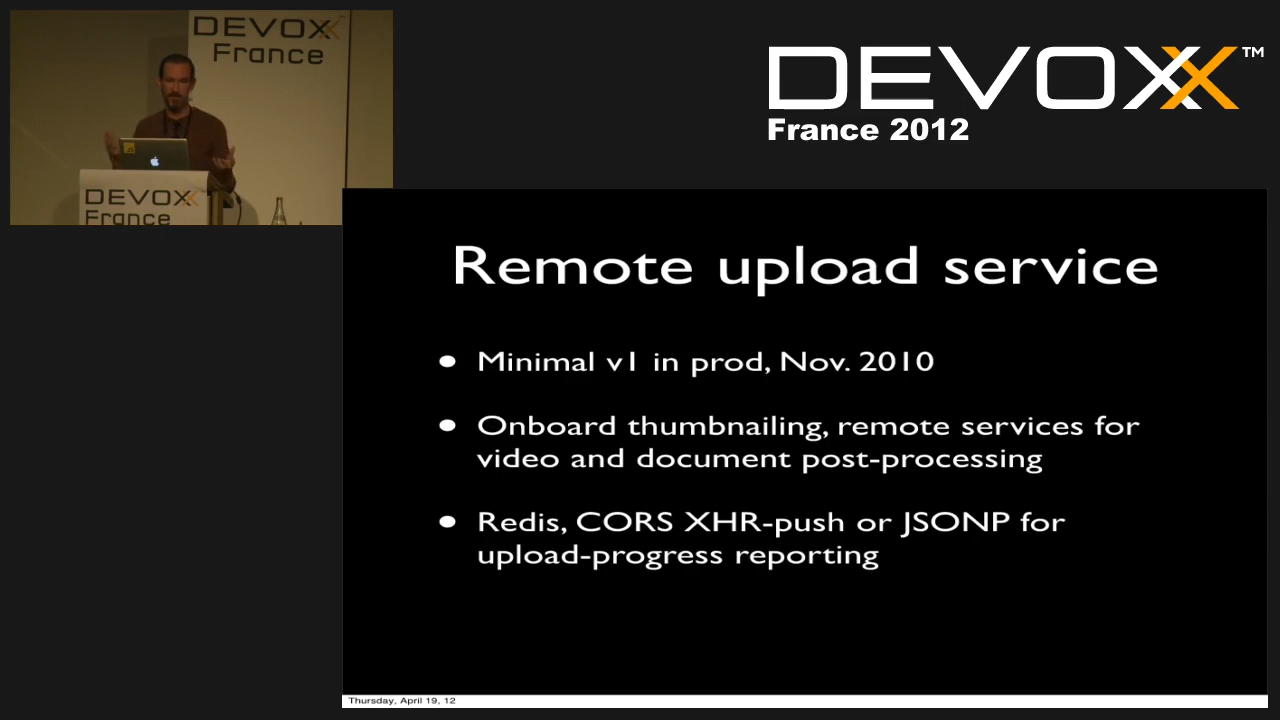 DEVOXX
France
DEVOXX
France
DEVOXX™
France 2012
Remote upload service
• Minimal v1 in prod, Nov. 2010
• Onboard thumbnailing, remote services for
video and document post-processing
• Redis, CORS XHR-push or JSONP for
upload-progress reporting
Thursday, April 19, 12